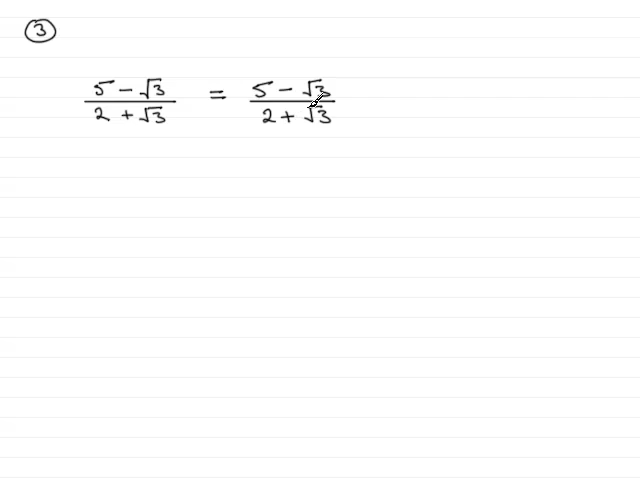 3
5 - √3 = 5 - √3
2 + √3 2 + √3